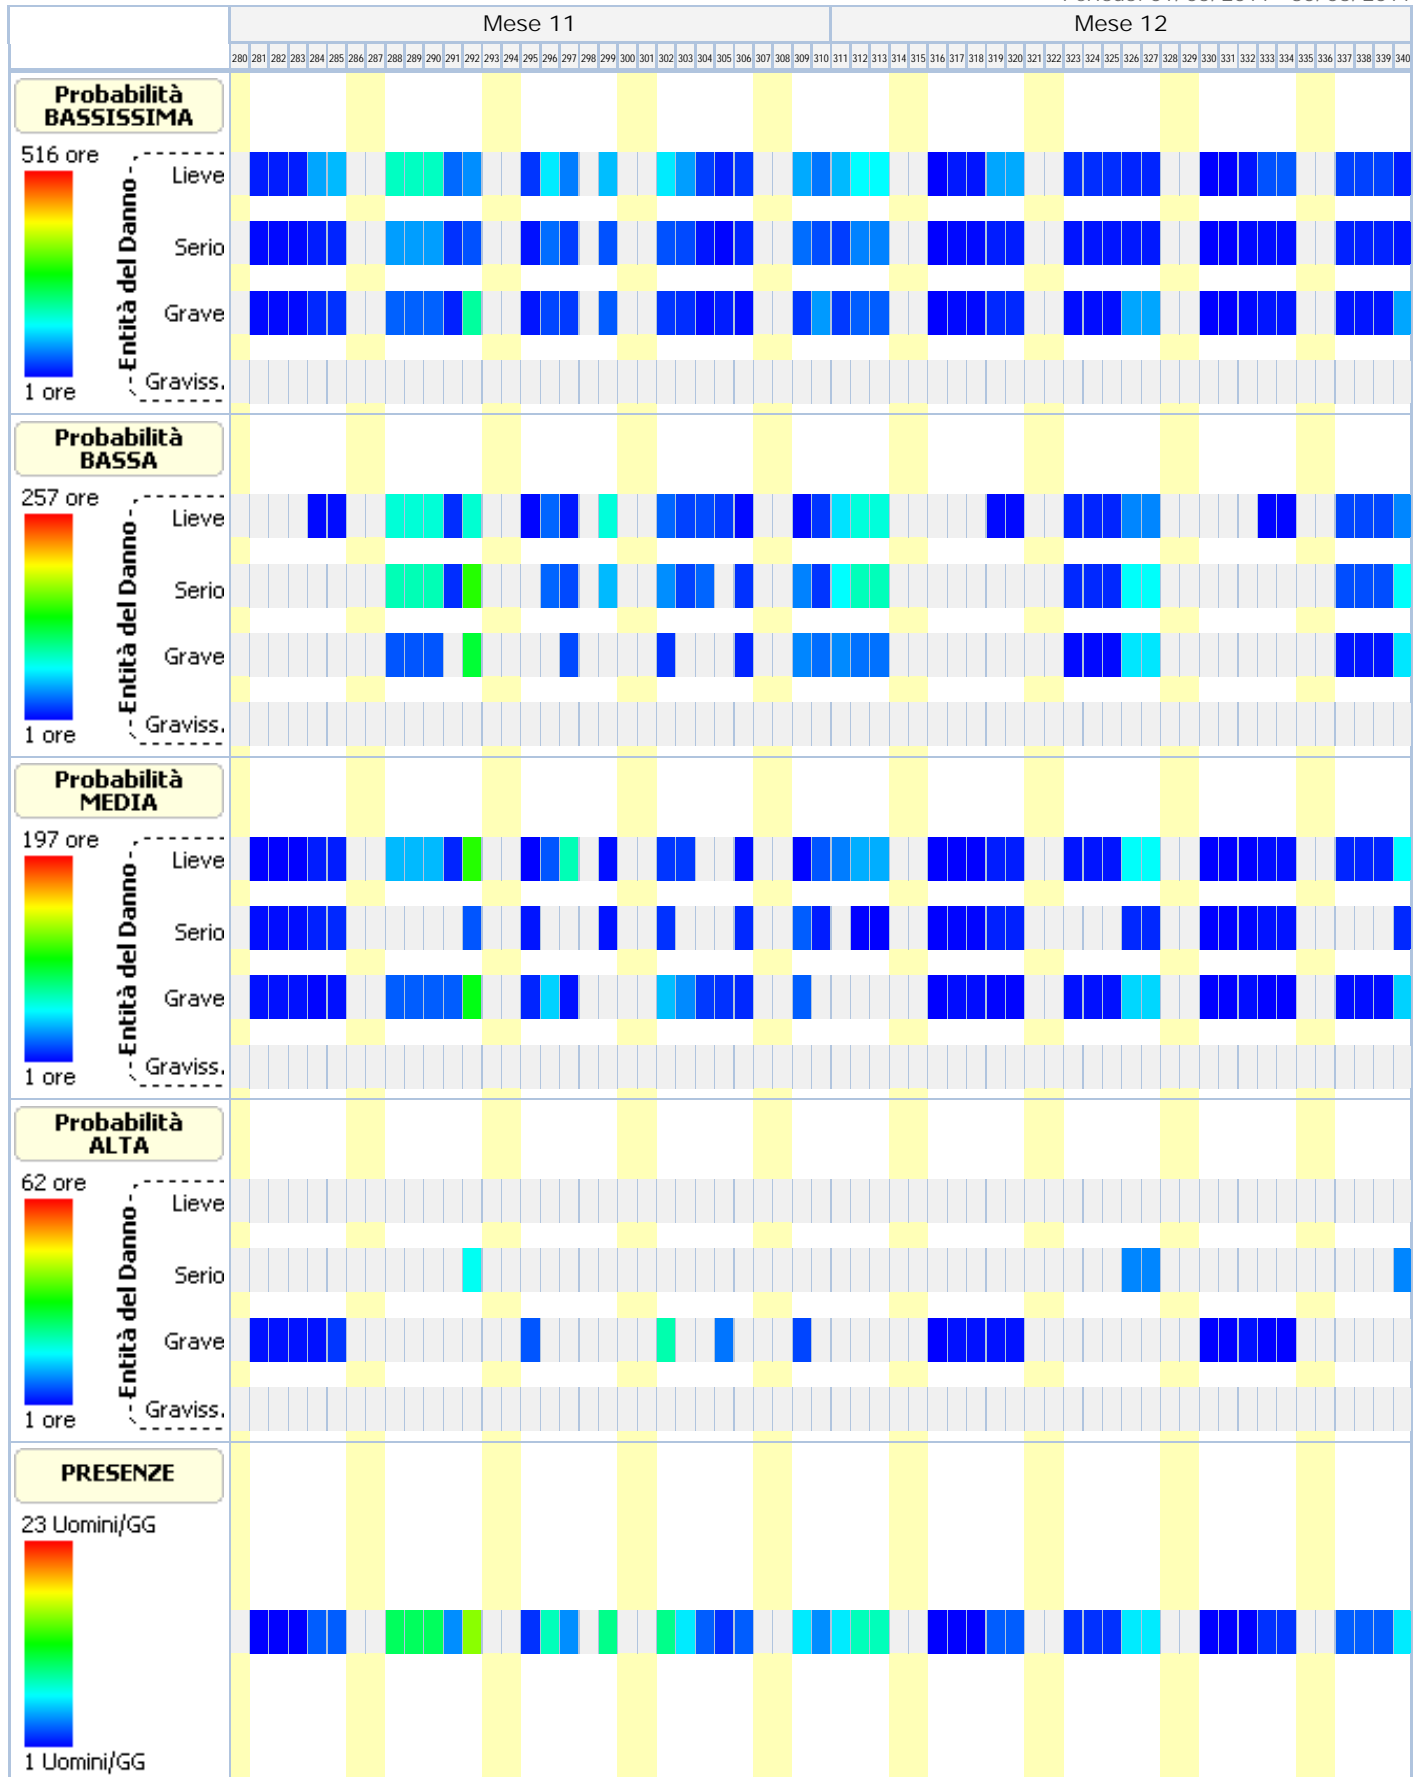 Mese 11 Mese 12
280 281 282 283 284 285 286 287 288 289 290 291 292 293 294 295 296 297 298 299 300 301 302 303 304 305 306 307 308 309 310 311 312 313 314 315 316 317 318 319 320 321 322 323 324 325 326 327 328 329 330 331 332 333 334 335 336 337 338 339 340
Probabilità
BASSISSIMA
516 ore
Entità del Danno
Lieve
Serio
Grave
Graviss.
1 ore
Probabilità
BASSA
257 ore
Entità del Danno
Lieve
Serio
Grave
Graviss.
1 ore
Probabilità
MEDIA
197 ore
Entità del Danno
Lieve
Serio
Grave
Graviss.
1 ore
Probabilità
ALTA
62 ore
Entità del Danno
Lieve
Serio
Grave
Graviss.
1 ore
PRESENZE
23 Uomini/GG
1 Uomini/GG